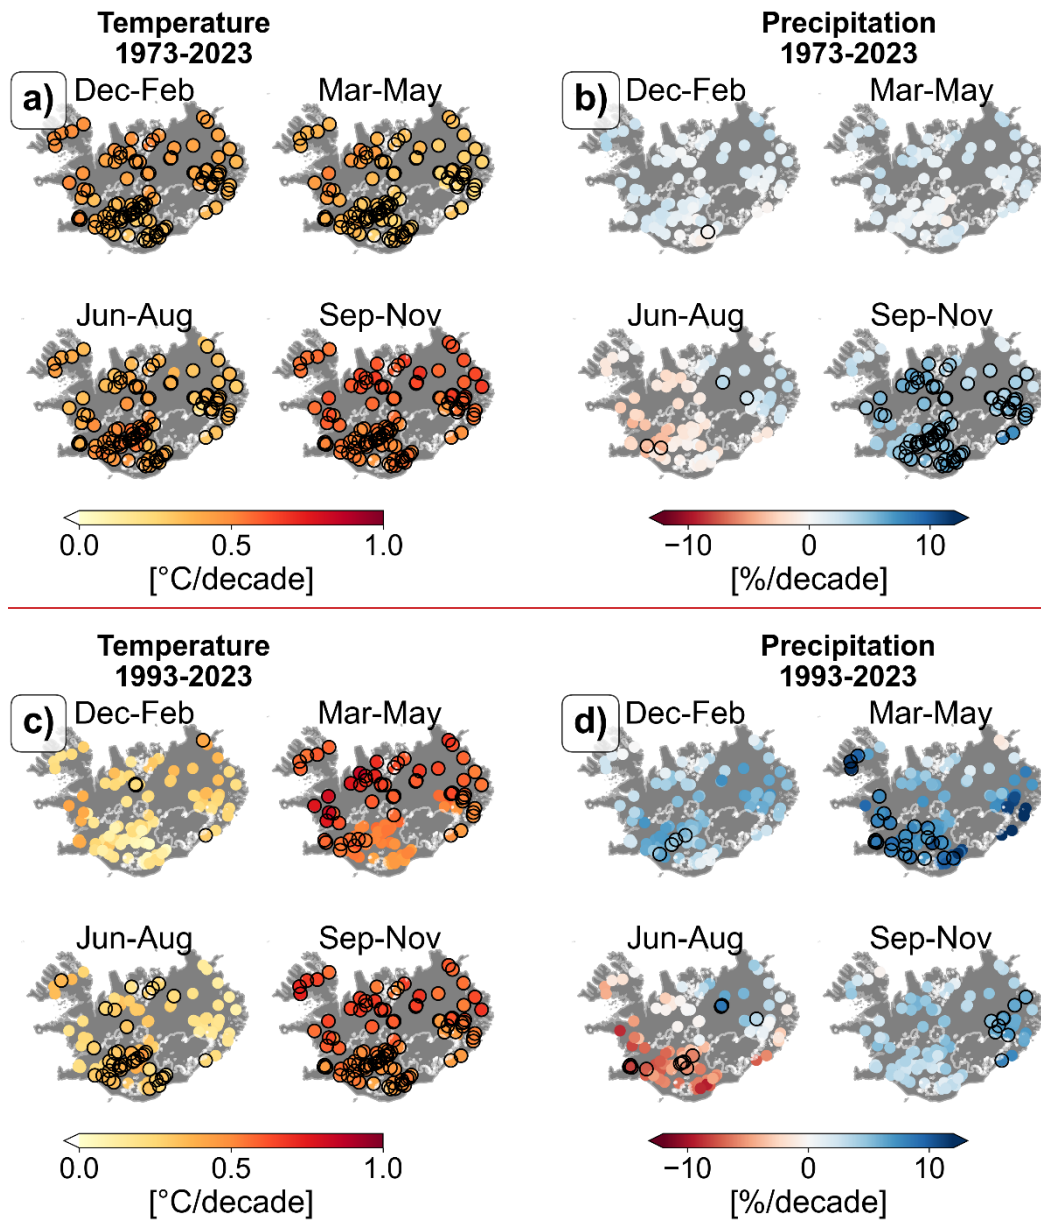 Temperature
1973-2023
Precipitation
1973-2023
a)
Dec-Feb
Mar-May
b)
Dec-Feb
Mar-May
Jun-Aug
Sep-Nov
Jun-Aug
Sep-Nov
0.0
0.5
1.0
[°C/decade]
−10
0
10
[%/decade]
Temperature
1993-2023
Precipitation
1993-2023
c)
Dec-Feb
Mar-May
d)
Dec-Feb
Mar-May
Jun-Aug
Sep-Nov
Jun-Aug
Sep-Nov
0.0
0.5
1.0
[°C/decade]
−10
0
10
[%/decade]